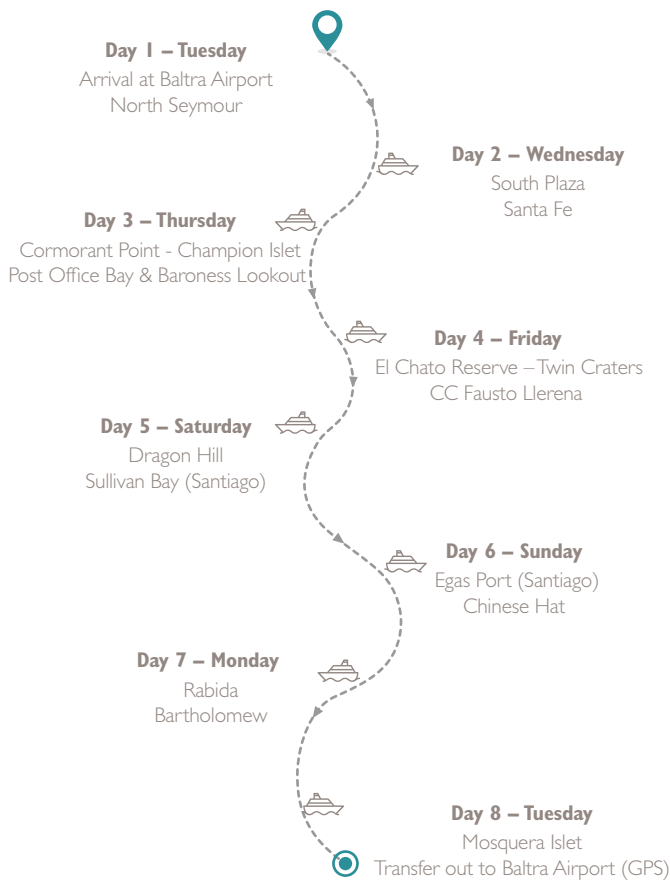 Day 1 – Tuesday
Arrival at Baltra Airport
North Seymour
Day 2 – Wednesday
South Plaza
Santa Fe
Day 3 – Thursday
Cormorant Point - Champion Islet
Post Office Bay & Baroness Lookout
Day 4 – Friday
El Chato Reserve – Twin Craters
CC Fausto Llerena
Day 5 – Saturday
Dragon Hill
Sullivan Bay (Santiago)
Day 6 – Sunday
Egas Port (Santiago)
Chinese Hat
Day 7 – Monday
Rabida
Bartholomew
Day 8 – Tuesday
Mosquera Islet
Transfer out to Baltra Airport (GPS)